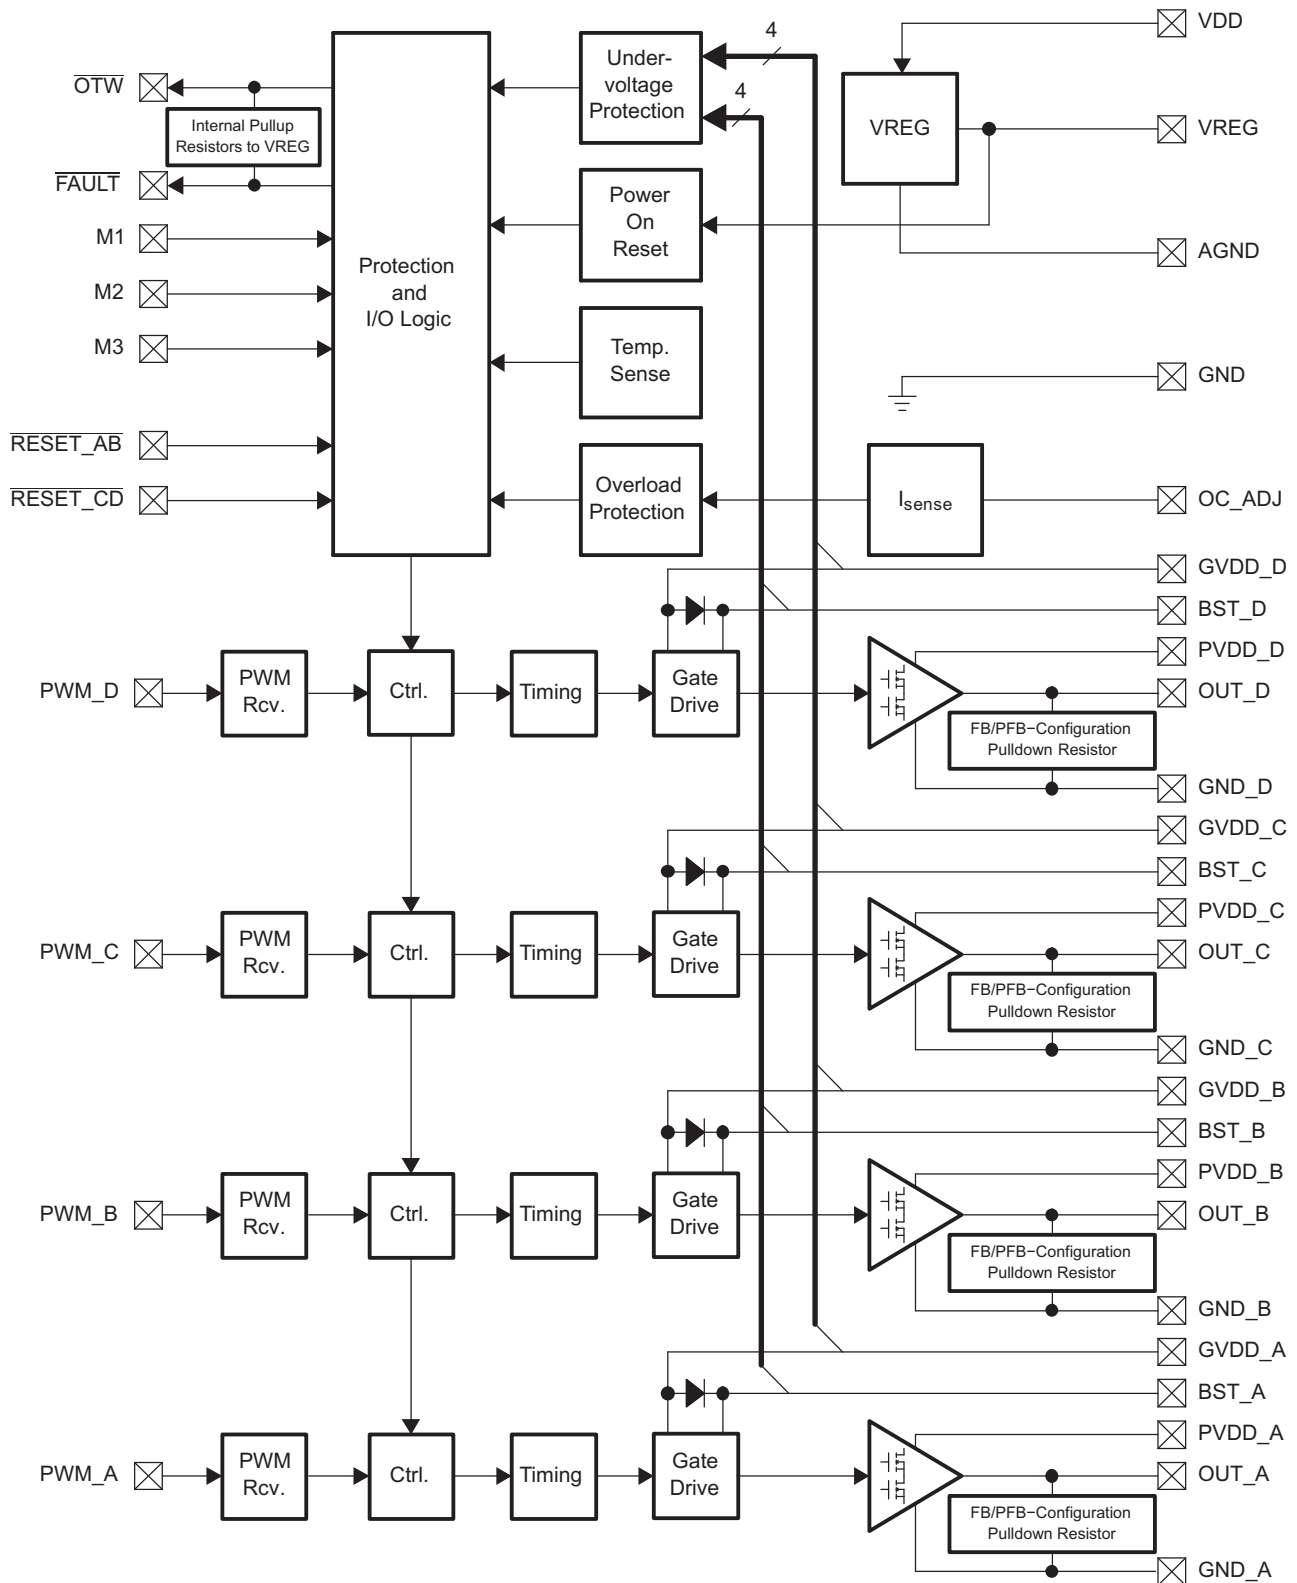 4
VDD
Under-
voltage
Protection
OTW
4
Internal Pullup
Resistors to VREG
VREG
VREG
FAULT
Power
On
Reset
M1
AGND
Protection
and
I/O Logic
M2
M3
Temp.
Sense
GND
RESET_AB
RESET_CD
Overload
Protection
Isense
OC_ADJ
GVDD_D
BST_D
PVDD_D
PWM_D
PWM
Rcv.
Ctrl.
Timing
Gate
Drive
OUT_D
FB/PFB−Configuration
Pulldown Resistor
GND_D
GVDD_C
BST_C
PVDD_C
PWM_C
PWM
Rcv.
Ctrl.
Timing
Gate
Drive
OUT_C
FB/PFB−Configuration
Pulldown Resistor
GND_C
GVDD_B
BST_B
PVDD_B
PWM_B
PWM
Rcv.
Ctrl.
Timing
Gate
Drive
OUT_B
FB/PFB−Configuration
Pulldown Resistor
GND_B
GVDD_A
BST_A
PVDD_A
PWM_A
PWM
Rcv.
Ctrl.
Timing
Gate
Drive
OUT_A
FB/PFB−Configuration
Pulldown Resistor
GND_A